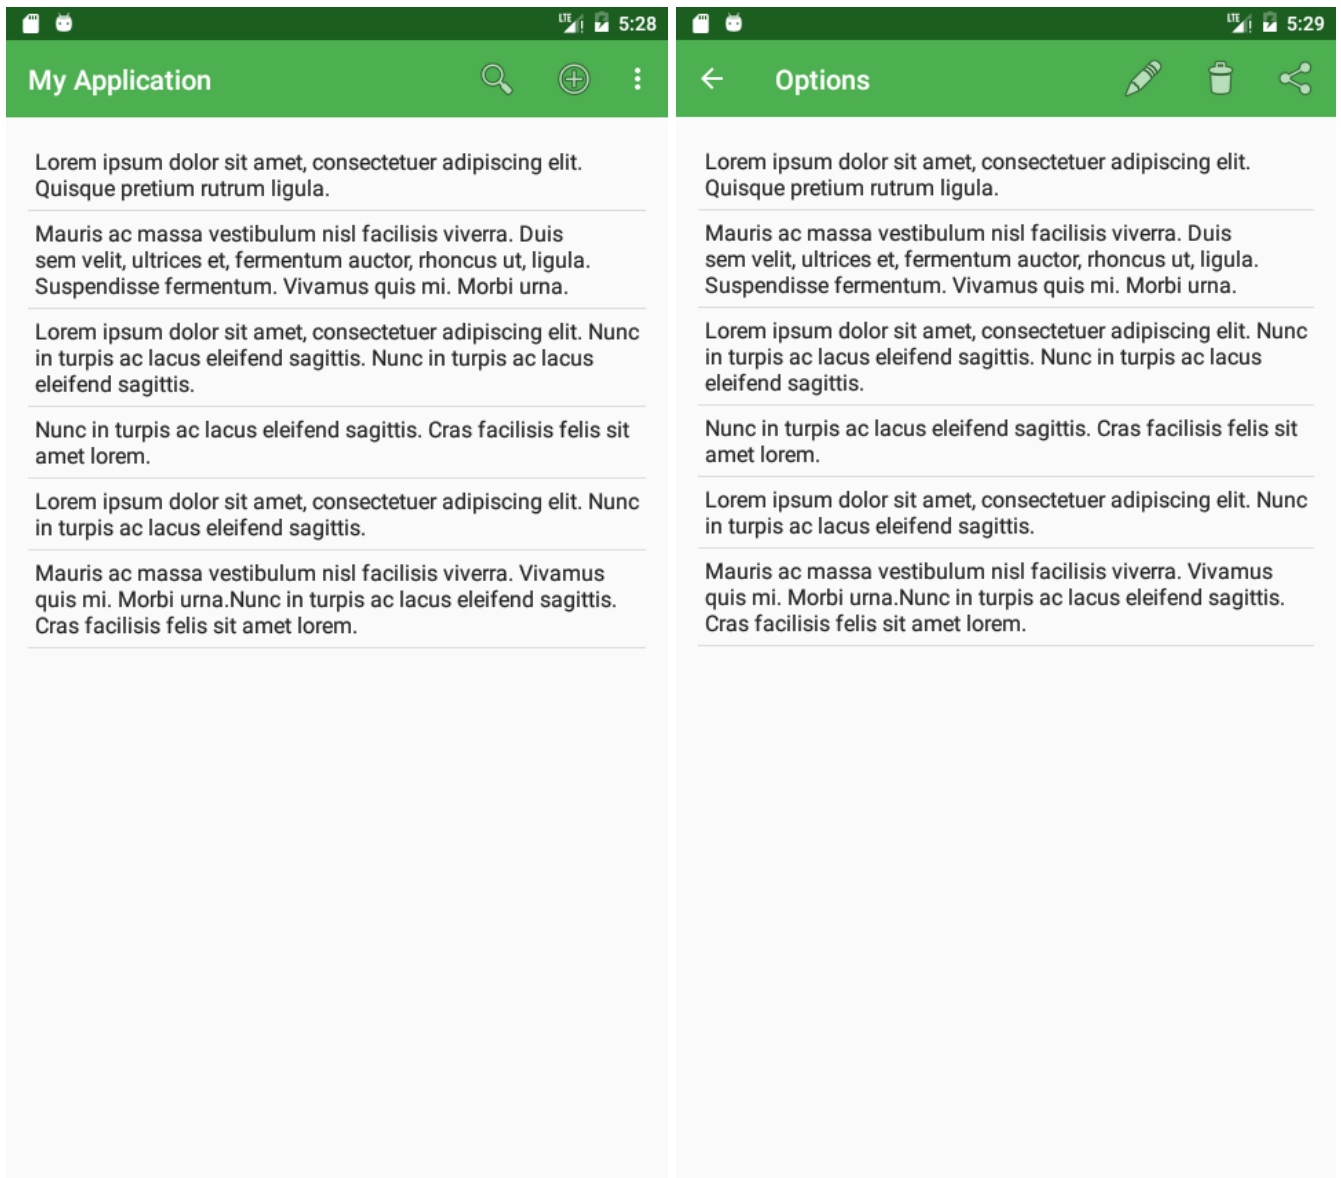 LTE 5:28
My Application
Lorem ipsum dolor sit amet, consectetuer adipiscing elit.
Quisque pretium rutrum ligula.
Mauris ac massa vestibulum nisl facilisis viverra. Duis
sem velit, ultrices et, fermentum auctor, rhoncus ut, ligula.
Suspendisse fermentum. Vivamus quis mi. Morbi urna.
Lorem ipsum dolor sit amet, consectetuer adipiscing elit. Nunc
in turpis ac lacus eleifend sagittis. Nunc in turpis ac lacus
eleifend sagittis.
Nunc in turpis ac lacus eleifend sagittis. Cras facilisis felis sit
amet lorem.
Lorem ipsum dolor sit amet, consectetuer adipiscing elit. Nunc
in turpis ac lacus eleifend sagittis.
Mauris ac massa vestibulum nisl facilisis viverra. Vivamus
quis mi. Morbi urna.Nunc in turpis ac lacus eleifend sagittis.
Cras facilisis felis sit amet lorem.
LTE 5:29
Options
Lorem ipsum dolor sit amet, consectetuer adipiscing elit.
Quisque pretium rutrum ligula.
Mauris ac massa vestibulum nisl facilisis viverra. Duis
sem velit, ultrices et, fermentum auctor, rhoncus ut, ligula.
Suspendisse fermentum. Vivamus quis mi. Morbi urna.
Lorem ipsum dolor sit amet, consectetuer adipiscing elit. Nunc
in turpis ac lacus eleifend sagittis. Nunc in turpis ac lacus
eleifend sagittis.
Nunc in turpis ac lacus eleifend sagittis. Cras facilisis felis sit
amet lorem.
Lorem ipsum dolor sit amet, consectetuer adipiscing elit. Nunc
in turpis ac lacus eleifend sagittis.
Mauris ac massa vestibulum nisl facilisis viverra. Vivamus
quis mi. Morbi urna.Nunc in turpis ac lacus eleifend sagittis.
Cras facilisis felis sit amet lorem.